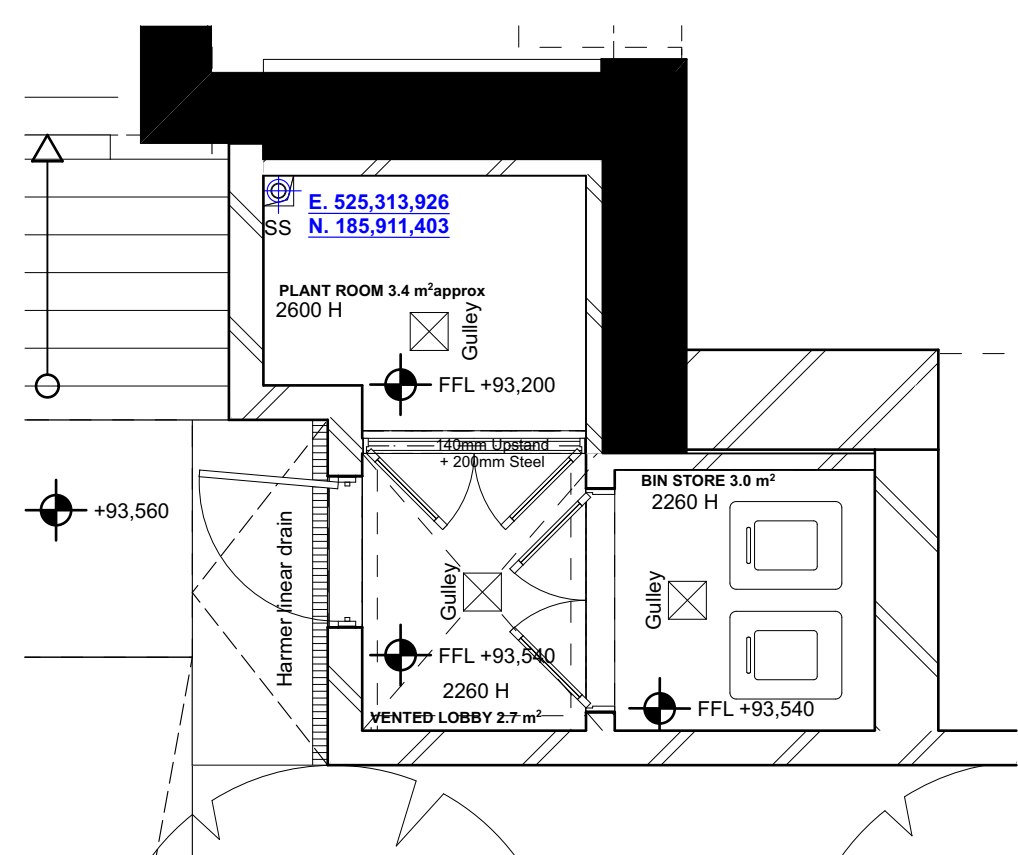 E. 525,313,926
N. 185,911,403
SS
PLANT ROOM 3.4 m²approx
2600 H
Gulley
FFL +93,200
140mm Upstand
+ 200mm Steel
BIN STORE 3.0 m²
2260 H
+93,560
Harmer linear drain
Gulley
Gulley
FFL +93,540
2260 H
VENTED LOBBY 2.7 m²
FFL +93,540